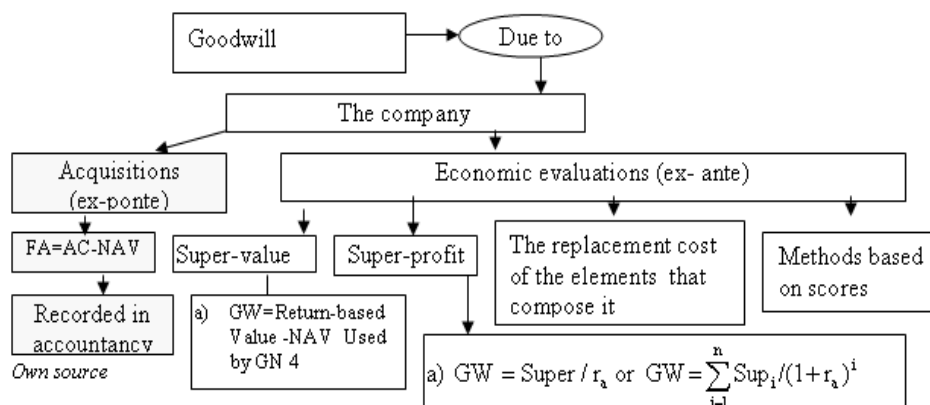 Goodwill
Due to
The company
Acquisitions
(ex-ponte)
Economic evaluations (ex- ante)
FA=AC-NAV
Super-value
Super-profit
The replacement cost
of the elements that
compose it
Methods based
on scores
Recorded in
accountancy
Own source
a) GW=Return-based
Value -NAV Used
by GN 4
a) GW = Super / rₐ or GW = ∑ⁿᵢ₌₁ Supᵢ/(1+rₐ)ⁱ